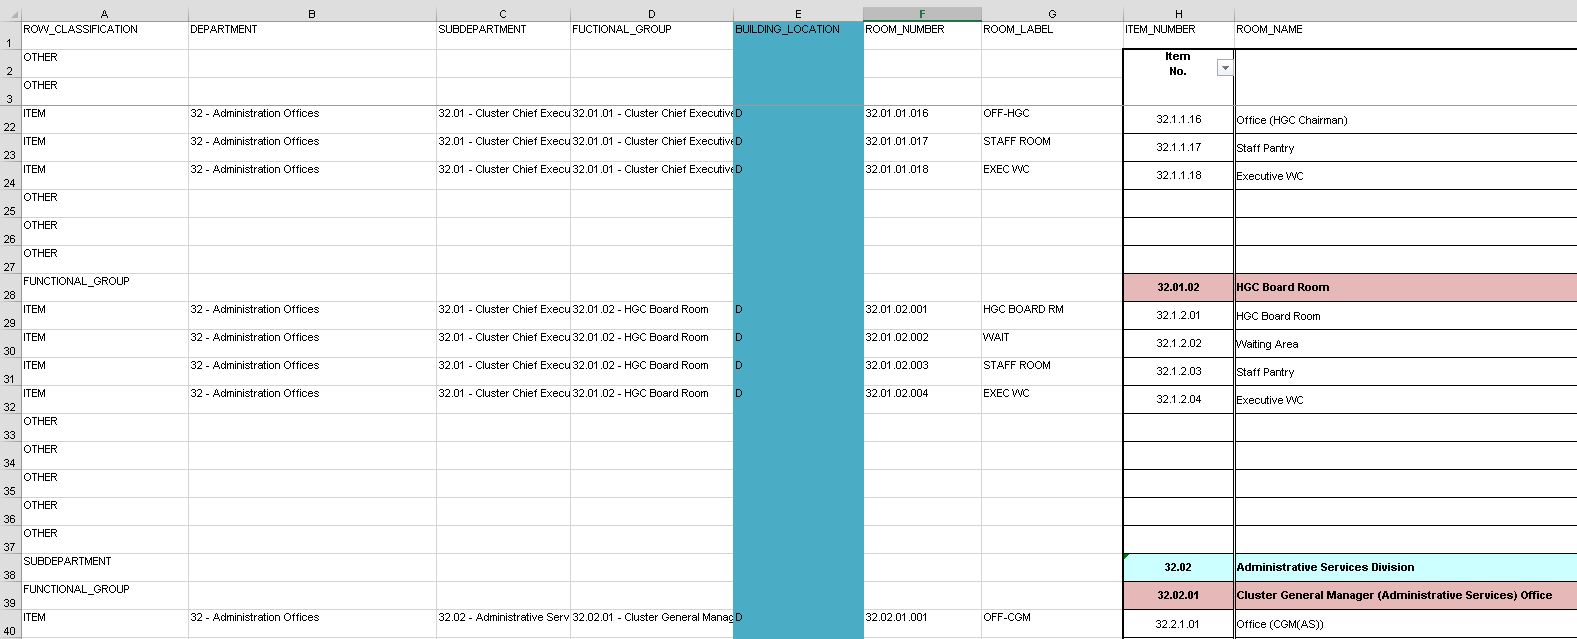 A B C D E F G H I
1 ROW_CLASSIFICATION DEPARTMENT SUBDEPARTMENT FUCTIONAL_GROUP BUILDING_LOCATION ROOM_NUMBER ROOM_LABEL ITEM_NUMBER ROOM_NAME
2 OTHER Item No.
3 OTHER
22 ITEM 32 - Administration Offices 32.01 - Cluster Chief Execu 32.01.01 - Cluster Chief Executive D 32.01.01.016 OFF-HGC 32.1.1.16 Office (HGC Chairman)
23 ITEM 32 - Administration Offices 32.01 - Cluster Chief Execu 32.01.01 - Cluster Chief Executive D 32.01.01.017 STAFF ROOM 32.1.1.17 Staff Pantry
24 ITEM 32 - Administration Offices 32.01 - Cluster Chief Execu 32.01.01 - Cluster Chief Executive D 32.01.01.018 EXEC WC 32.1.1.18 Executive WC
25 OTHER
26 OTHER
27 OTHER
28 FUNCTIONAL_GROUP 32.01.02 HGC Board Room
29 ITEM 32 - Administration Offices 32.01 - Cluster Chief Execu 32.01.02 - HGC Board Room D 32.01.02.001 HGC BOARD RM 32.1.2.01 HGC Board Room
30 ITEM 32 - Administration Offices 32.01 - Cluster Chief Execu 32.01.02 - HGC Board Room D 32.01.02.002 WAIT 32.1.2.02 Waiting Area
31 ITEM 32 - Administration Offices 32.01 - Cluster Chief Execu 32.01.02 - HGC Board Room D 32.01.02.003 STAFF ROOM 32.1.2.03 Staff Pantry
32 ITEM 32 - Administration Offices 32.01 - Cluster Chief Execu 32.01.02 - HGC Board Room D 32.01.02.004 EXEC WC 32.1.2.04 Executive WC
33 OTHER
34 OTHER
35 OTHER
36 OTHER
37 OTHER
38 SUBDEPARTMENT 32.02 Administrative Services Division
39 FUNCTIONAL_GROUP 32.02.01 Cluster General Manager (Administrative Services) Office
40 ITEM 32 - Administration Offices 32.02 - Administrative Serv 32.02.01 - Cluster General Manag D 32.02.01.001 OFF-CGM 32.2.1.01 Office (CGM(AS))